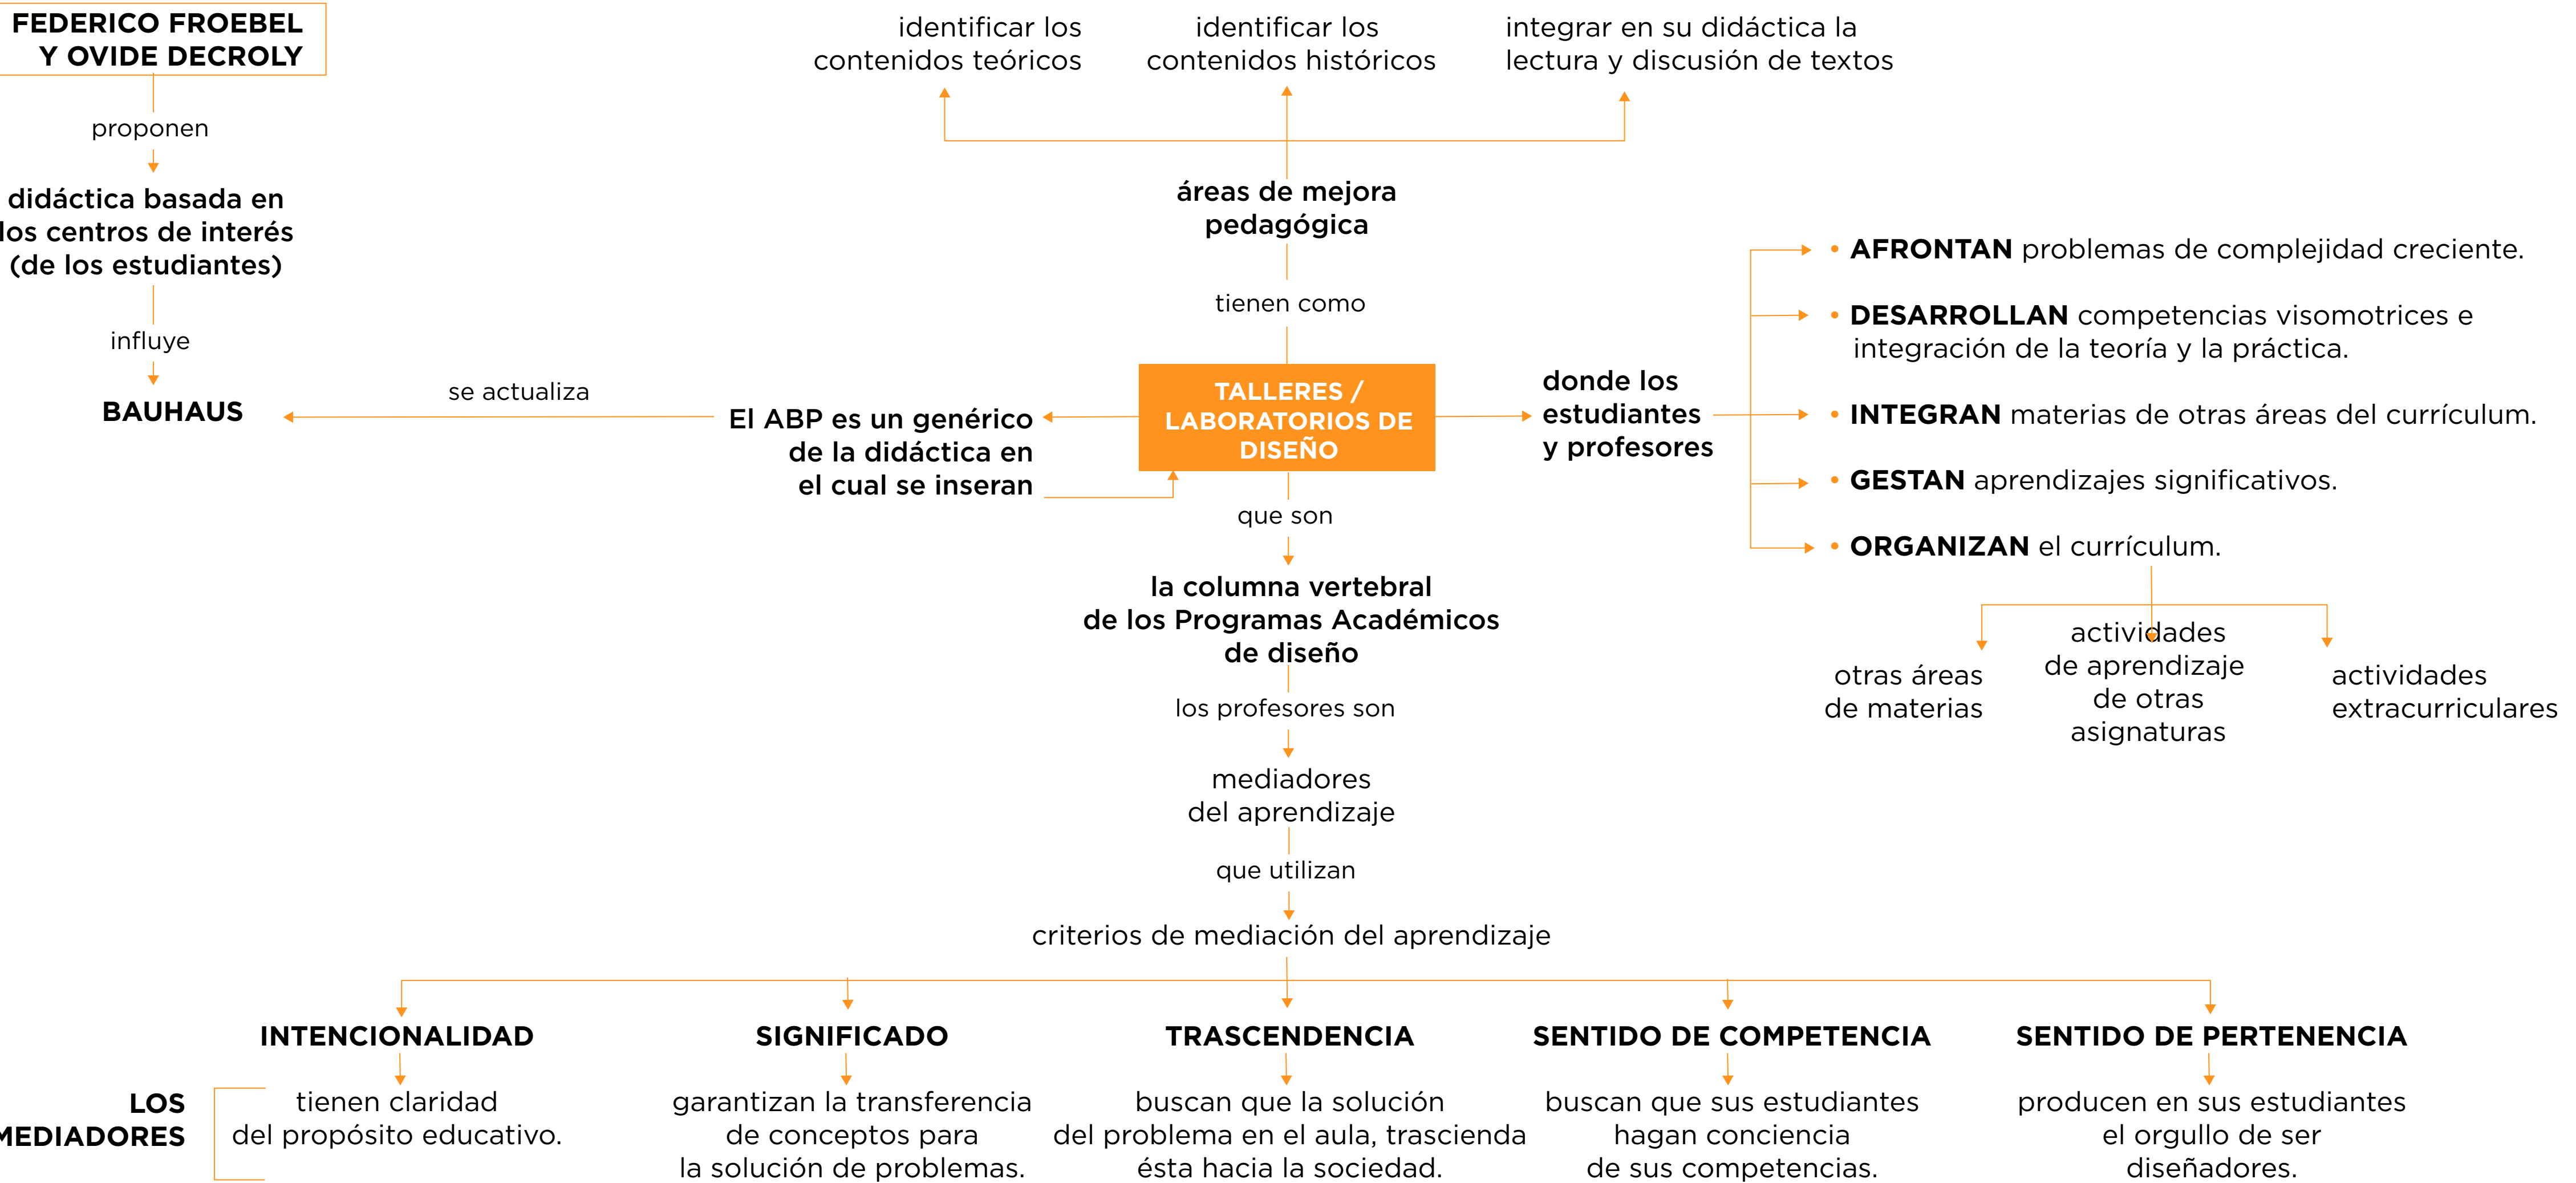 FEDERICO FROEBEL
Y OVIDE DECROLY
proponen
didáctica basada en
los centros de interés
(de los estudiantes)
influye
BAUHAUS
se actualiza
El ABP es un genérico
de la didáctica en
el cual se inseran
identificar los
contenidos teóricos
identificar los
contenidos históricos
integrar en su didáctica la
lectura y discusión de textos
áreas de mejora
pedagógica
tienen como
TALLERES /
LABORATORIOS DE
DISEÑO
donde los
estudiantes
y profesores
• AFRONTAN problemas de complejidad creciente.
• DESARROLLAN competencias visomotrices e
integración de la teoría y la práctica.
• INTEGRAN materias de otras áreas del currículum.
• GESTAN aprendizajes significativos.
• ORGANIZAN el currículum.
otras áreas
de materias
actividades
de aprendizaje
de otras
asignaturas
actividades
extracurriculares
que son
la columna vertebral
de los Programas Académicos
de diseño
los profesores son
mediadores
del aprendizaje
que utilizan
criterios de mediación del aprendizaje
LOS
MEDIADORES
INTENCIONALIDAD
tienen claridad
del propósito educativo.
SIGNIFICADO
garantizan la transferencia
de conceptos para
la solución de problemas.
TRASCENDENCIA
buscan que la solución
del problema en el aula, trascienda
ésta hacia la sociedad.
SENTIDO DE COMPETENCIA
buscan que sus estudiantes
hagan conciencia
de sus competencias.
SENTIDO DE PERTENENCIA
producen en sus estudiantes
el orgullo de ser
diseñadores.